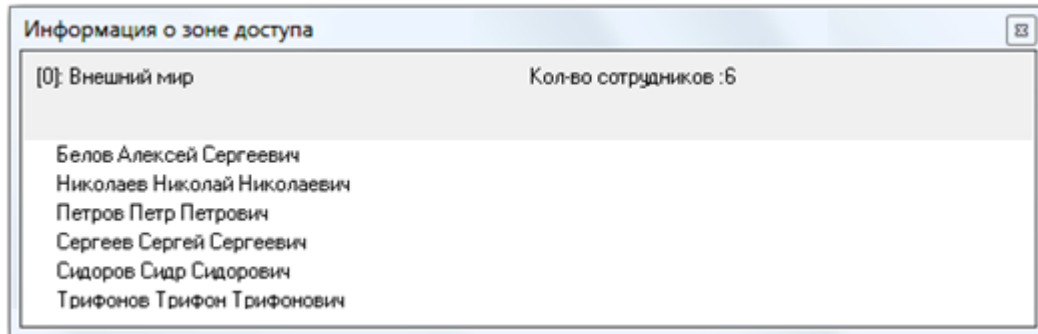 Информация о зоне доступа
[0]: Внешний мир Кол-во сотрудников :6
Белов Алексей Сергеевич
Николаев Николай Николаевич
Петров Петр Петрович
Сергеев Сергей Сергеевич
Сидоров Сидр Сидорович
Трифонов Трифон Трифонович